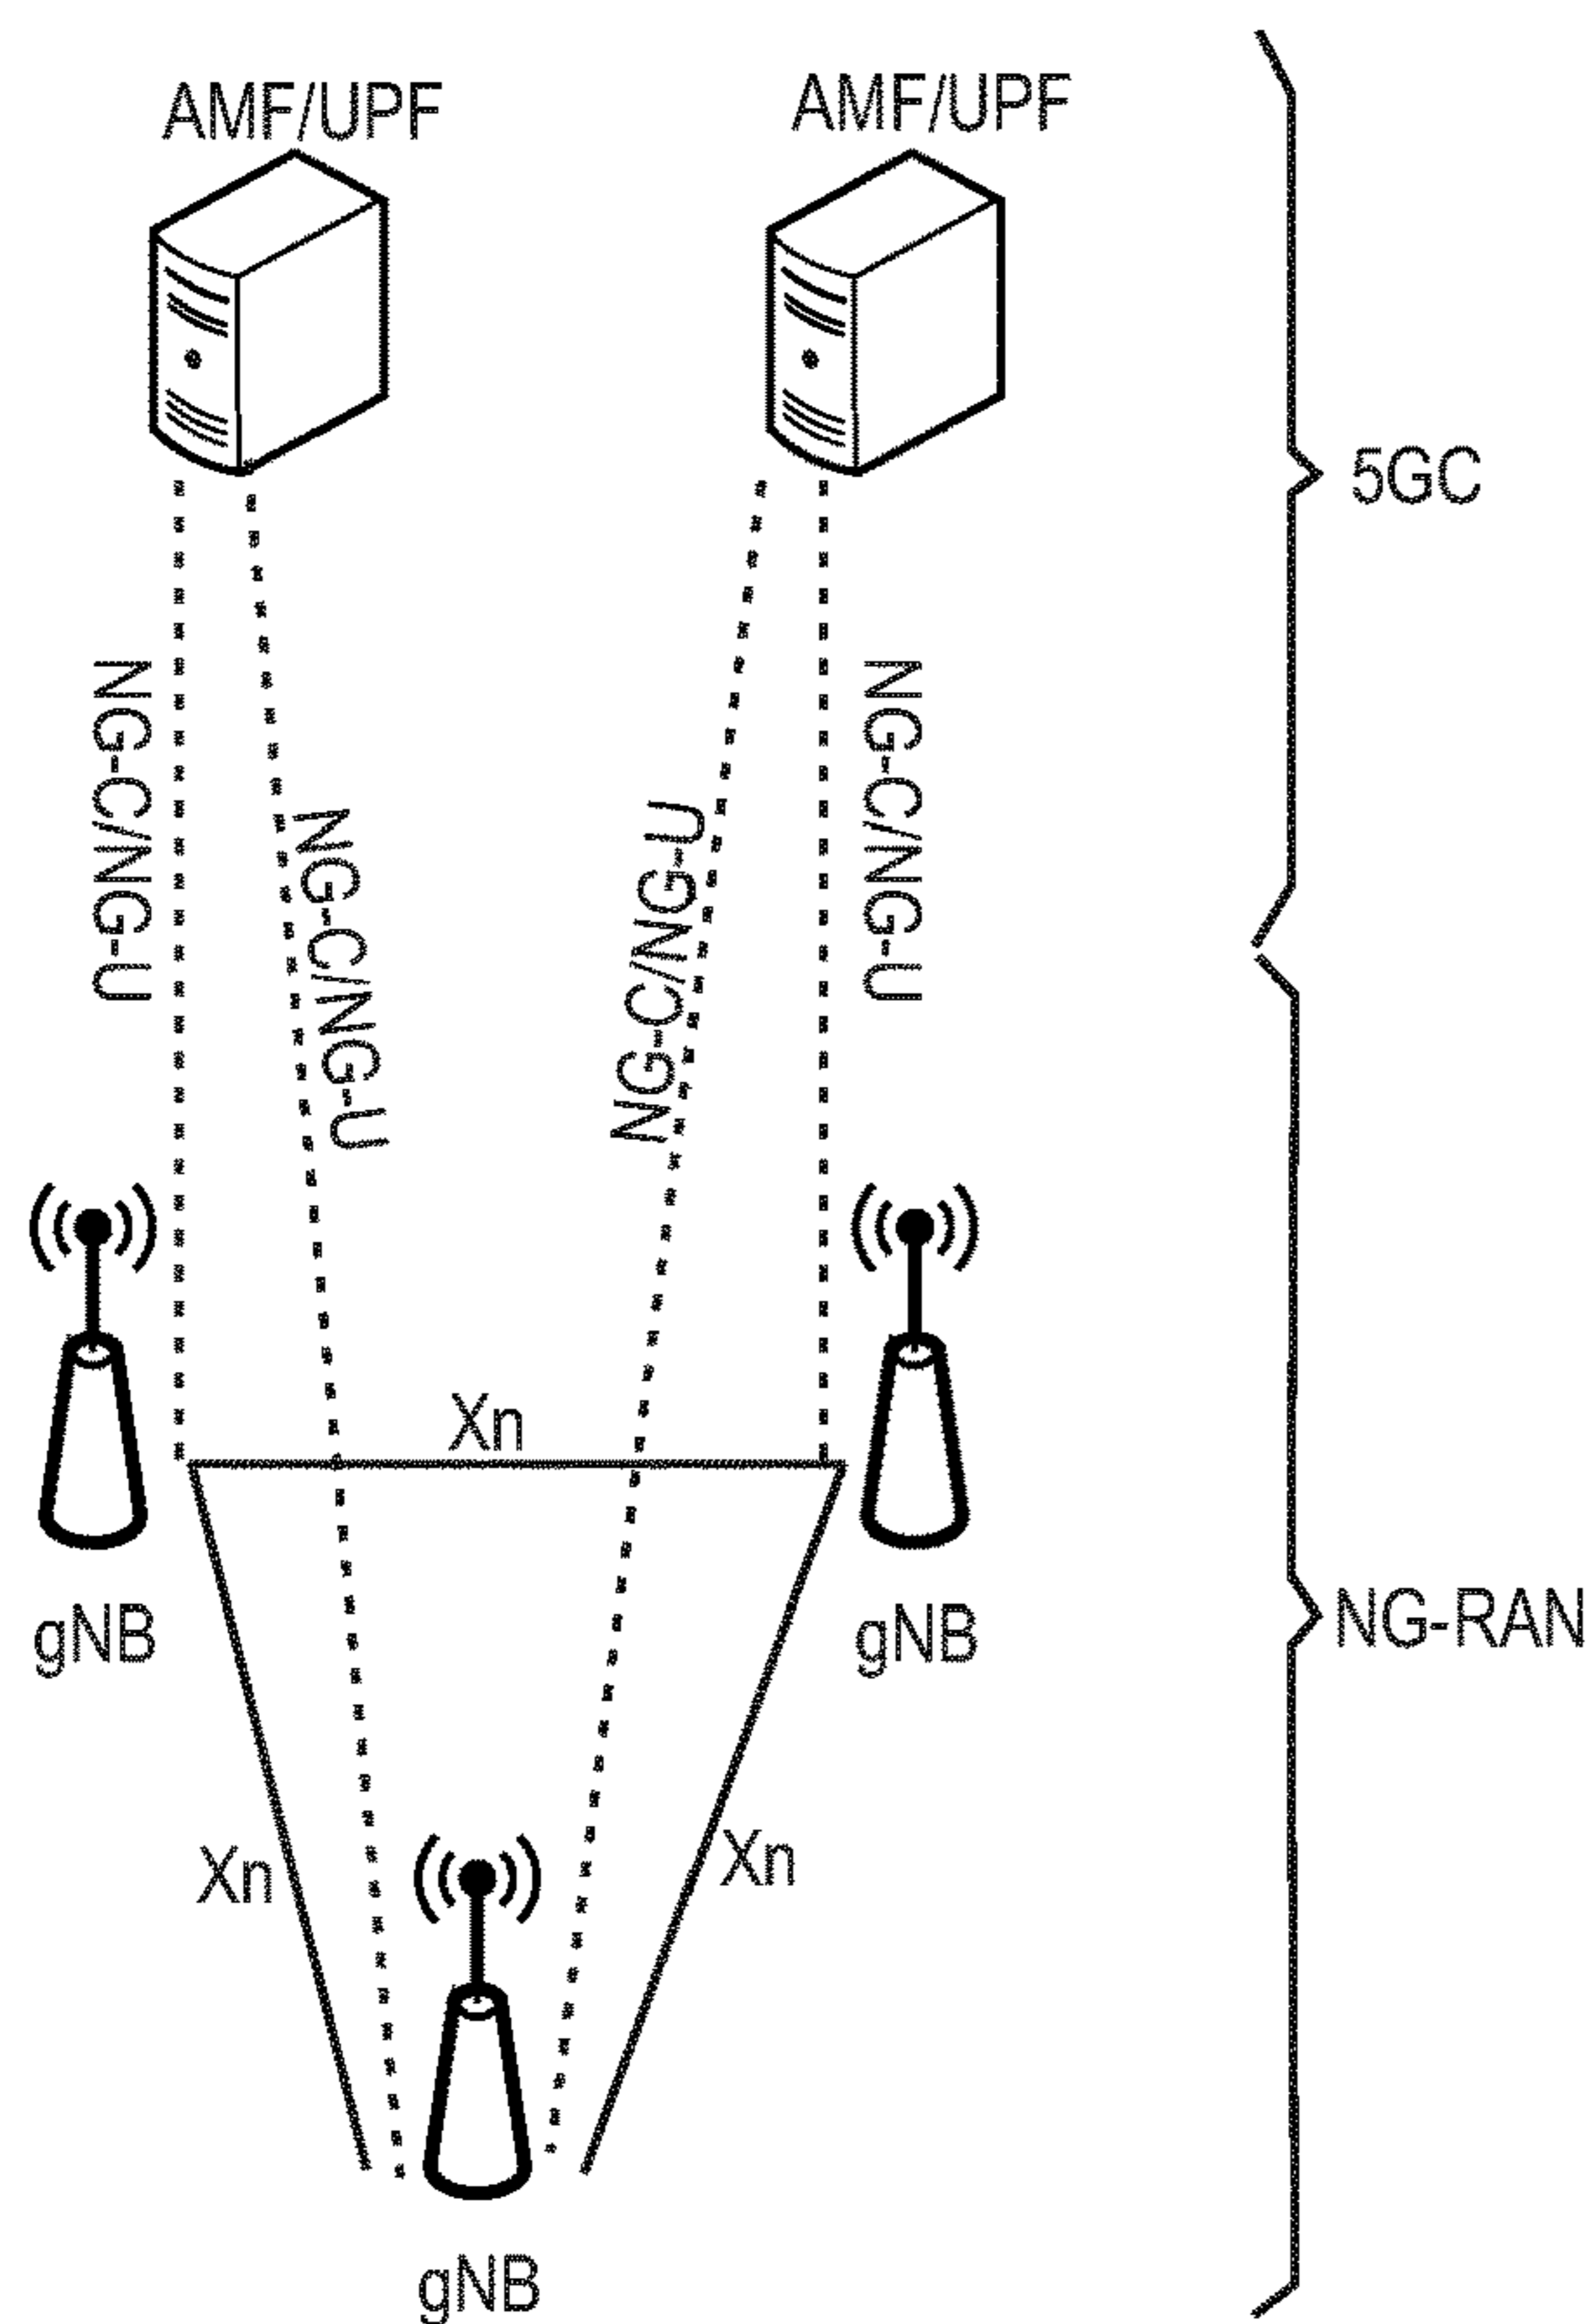 AMF/UPF
AMF/UPF
5GC
NG-C/NG-U
NG-C/NG-U
NG-C/NG-U
NG-C/NG-U
Xn
gNB
gNB
NG-RAN
Xn
Xn
gNB